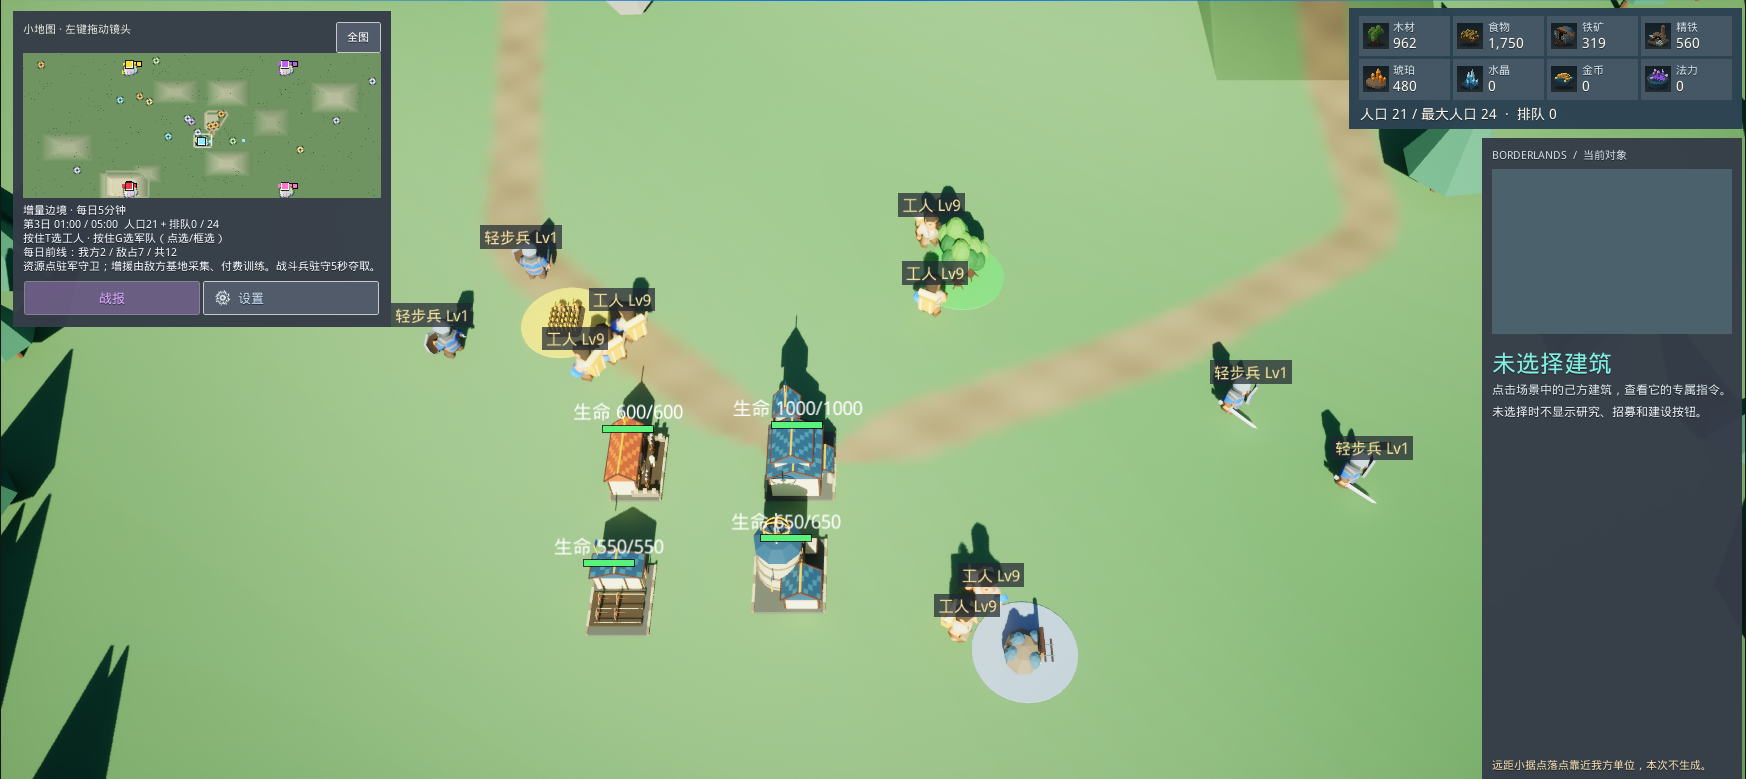 小地图 · 左键拖动镜头
全图
增量边境 · 每日5分钟
第3日 01:00 / 05:00 人口21 + 排队0 / 24
按住T选工人 · 按住G选军队（点选/框选）
每日前线：我方2 / 敌占7 / 共12
资源点驻军守卫；增援由敌方基地采集、付费训练。战斗兵驻守5秒夺取。
战报
设置
木材
962
食物
1,750
铁矿
319
精铁
560
琥珀
480
水晶
0
金币
0
法力
0
人口 21 / 最大人口 24 · 排队 0
BORDERLANDS / 当前对象
未选择建筑
点击场景中的己方建筑，查看它的专属指令。
未选择时不显示研究、招募和建设按钮。
远距小据点落点靠近我方单位，本次不生成。
工人 Lv9
轻步兵 Lv1
工人 Lv9
工人 Lv9
轻步兵 Lv1
工人 Lv9
轻步兵 Lv1
生命 600/600
生命 1000/1000
轻步兵 Lv1
生命 650/650
生命 550/550
工人 Lv9
工人 Lv9